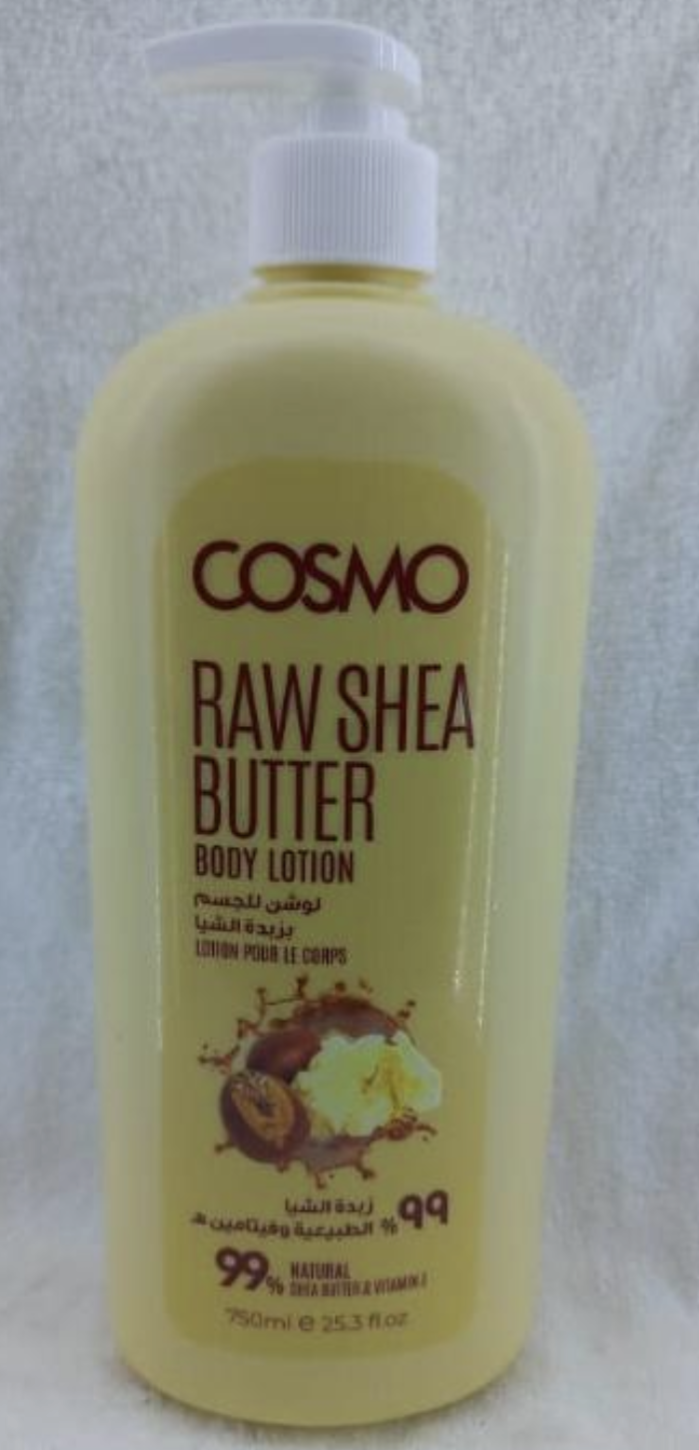 COSMO
RAW SHEA
BUTTER
BODY LOTION
لوشن للجسم
بزبدة الشيا
LOTION POUR LE CORPS
زبدة الشيا
99% الطبيعية وفيتامين هـ
99% NATURAL
SHEA BUTTER & VITAMIN E
750ml e 25.3 fl.oz